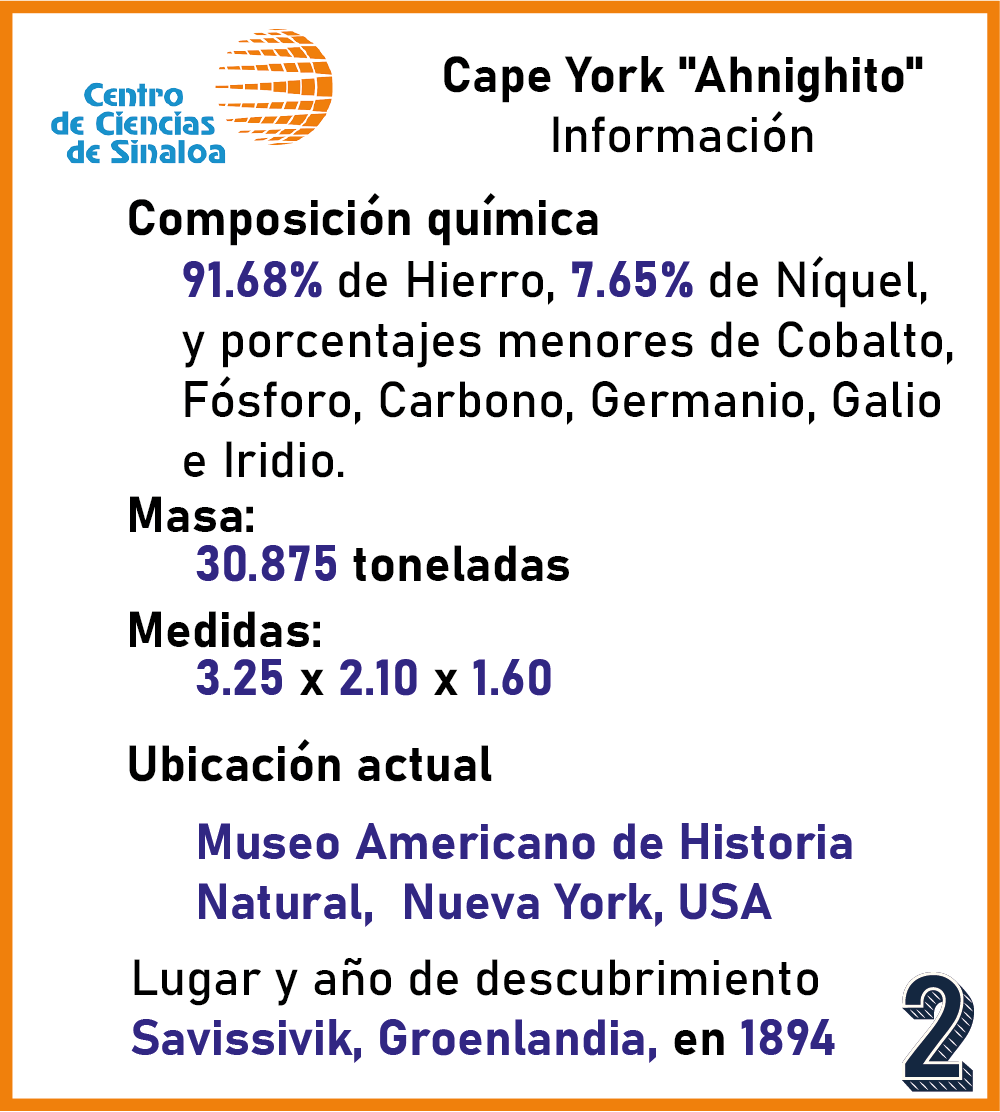 Centro
de Ciencias
de Sinaloa
Cape York "Ahnighito"
Información
Composición química
91.68% de Hierro, 7.65% de Níquel,
y porcentajes menores de Cobalto,
Fósforo, Carbono, Germanio, Galio
e Iridio.
Masa:
30.875 toneladas
Medidas:
3.25 x 2.10 x 1.60
Ubicación actual
Museo Americano de Historia
Natural, Nueva York, USA
Lugar y año de descubrimiento
Savissivik, Groenlandia, en 1894
2